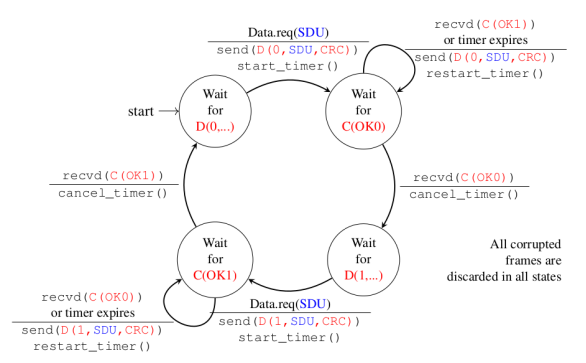 Data.req(SDU)
send(D(0,SDU,CRC)
start_timer()
recvd(C(OK1))
or timer expires
send(D(0,SDU,CRC)
restart_timer()
start
Wait
for
D(0,...)
Wait
for
C(OK0)
recvd(C(OK1))
cancel_timer()
recvd(C(OK0))
cancel_timer()
Wait
for
C(OK1)
Wait
for
D(1,...)
All corrupted
frames are
discarded in all states
recvd(C(OK0))
or timer expires
send(D(1,SDU,CRC)
restart_timer()
Data.req(SDU)
send(D(1,SDU,CRC)
start_timer()